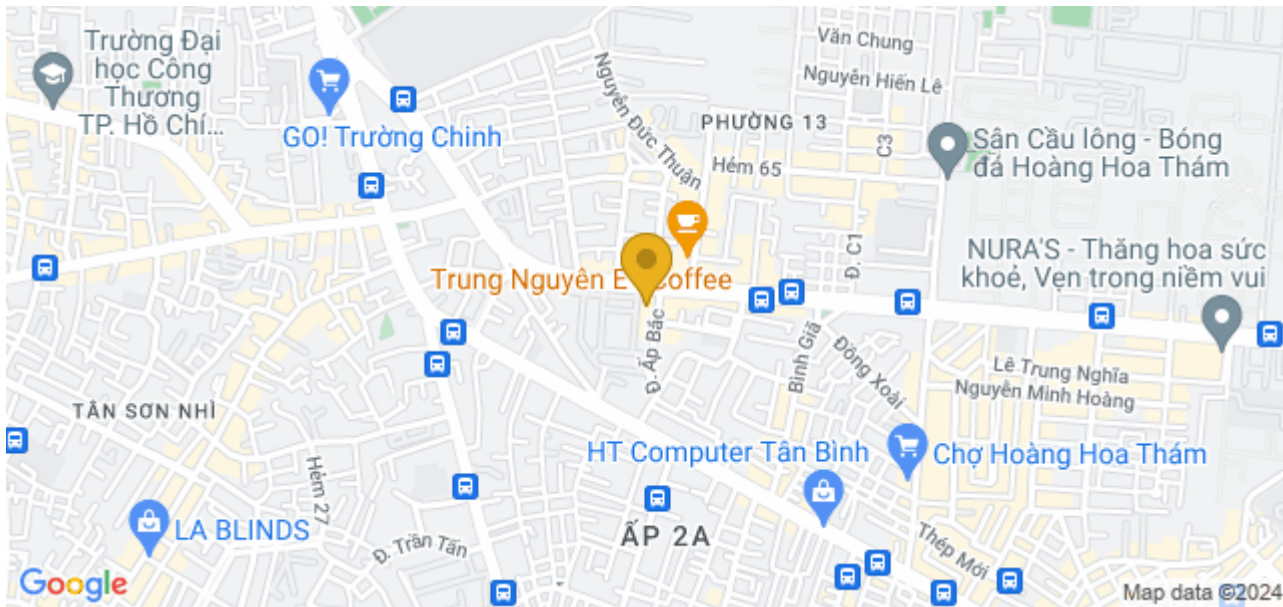 Trường Đại
học Công
Thương
TP. Hồ Chí...
GO! Trường Chinh
Nguyễn Đức Thuận
PHƯỜNG 13
Hẻm 65
Văn Chung
Nguyễn Hiến Lê
C3
Sân Cầu lông - Bóng
đá Hoàng Hoa Thám
NURA'S - Thăng hoa sức
khoẻ, Vẹn trong niềm vui
Đ. C1
Trung Nguyên E Coffee
Đ. Ấp Bắc
Bình Giã
Đồng Xoài
Lê Trung Nghĩa
Nguyễn Minh Hoàng
TÂN SƠN NHÌ
HT Computer Tân Bình
Chợ Hoàng Hoa Thám
Hẻm 27
LA BLINDS
Đ. Trần Tấn
ẤP 2A
Thép Mới
Google
Map data ©2024